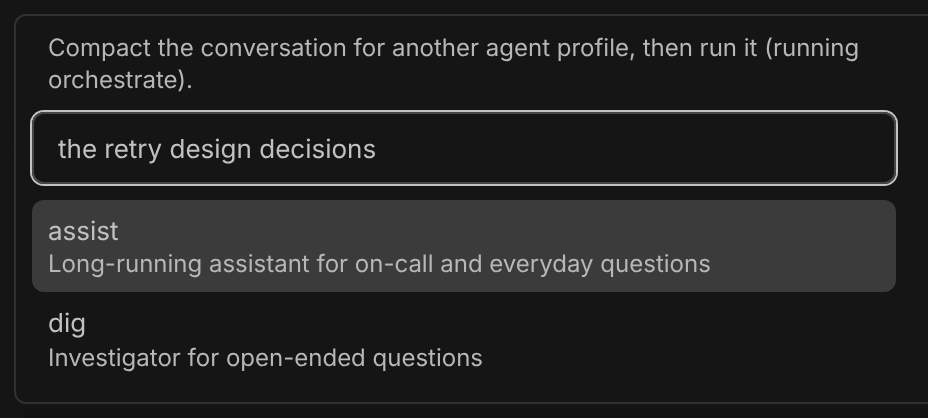 Compact the conversation for another agent profile, then run it (running
orchestrate).
the retry design decisions
assist
Long-running assistant for on-call and everyday questions
dig
Investigator for open-ended questions